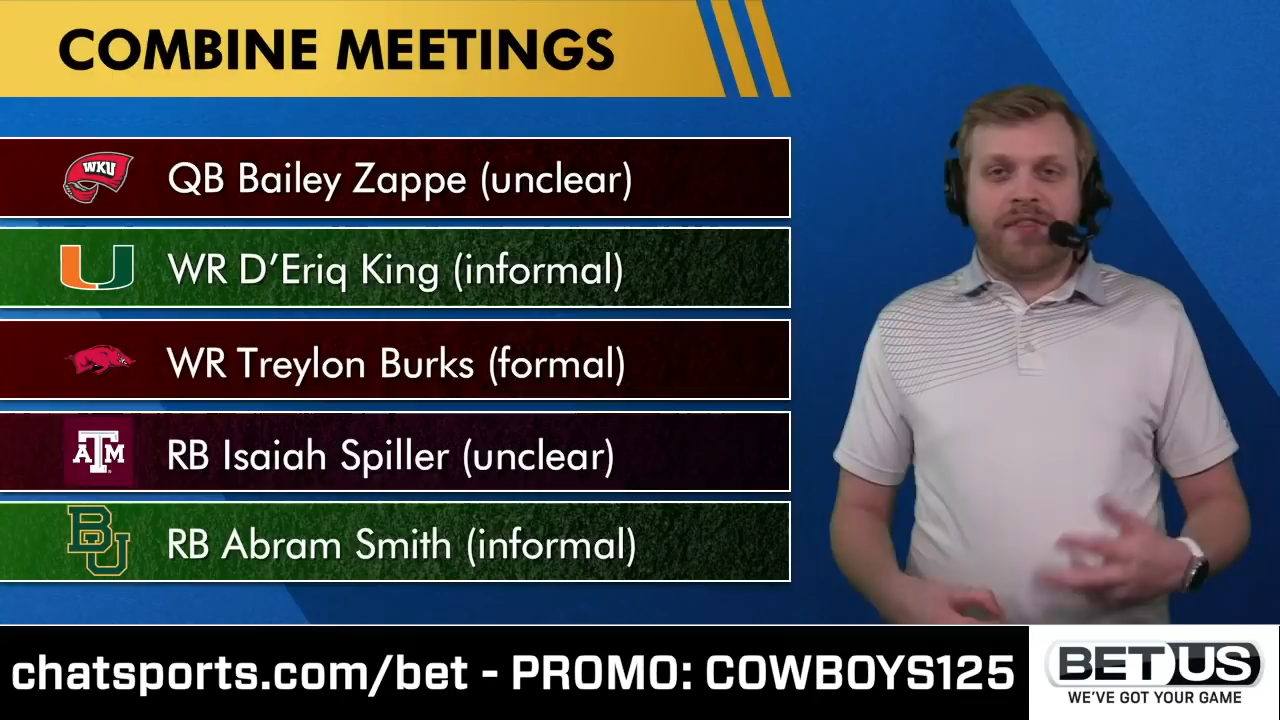 COMBINE MEETINGS
WKU
QB Bailey Zappe (unclear)
WR D’Eriq King (informal)
WR Treylon Burks (formal)
ATM
RB Isaiah Spiller (unclear)
BU
RB Abram Smith (informal)
chatsports.com/bet - PROMO: COWBOYS125
BETUS
WE'VE GOT YOUR GAME